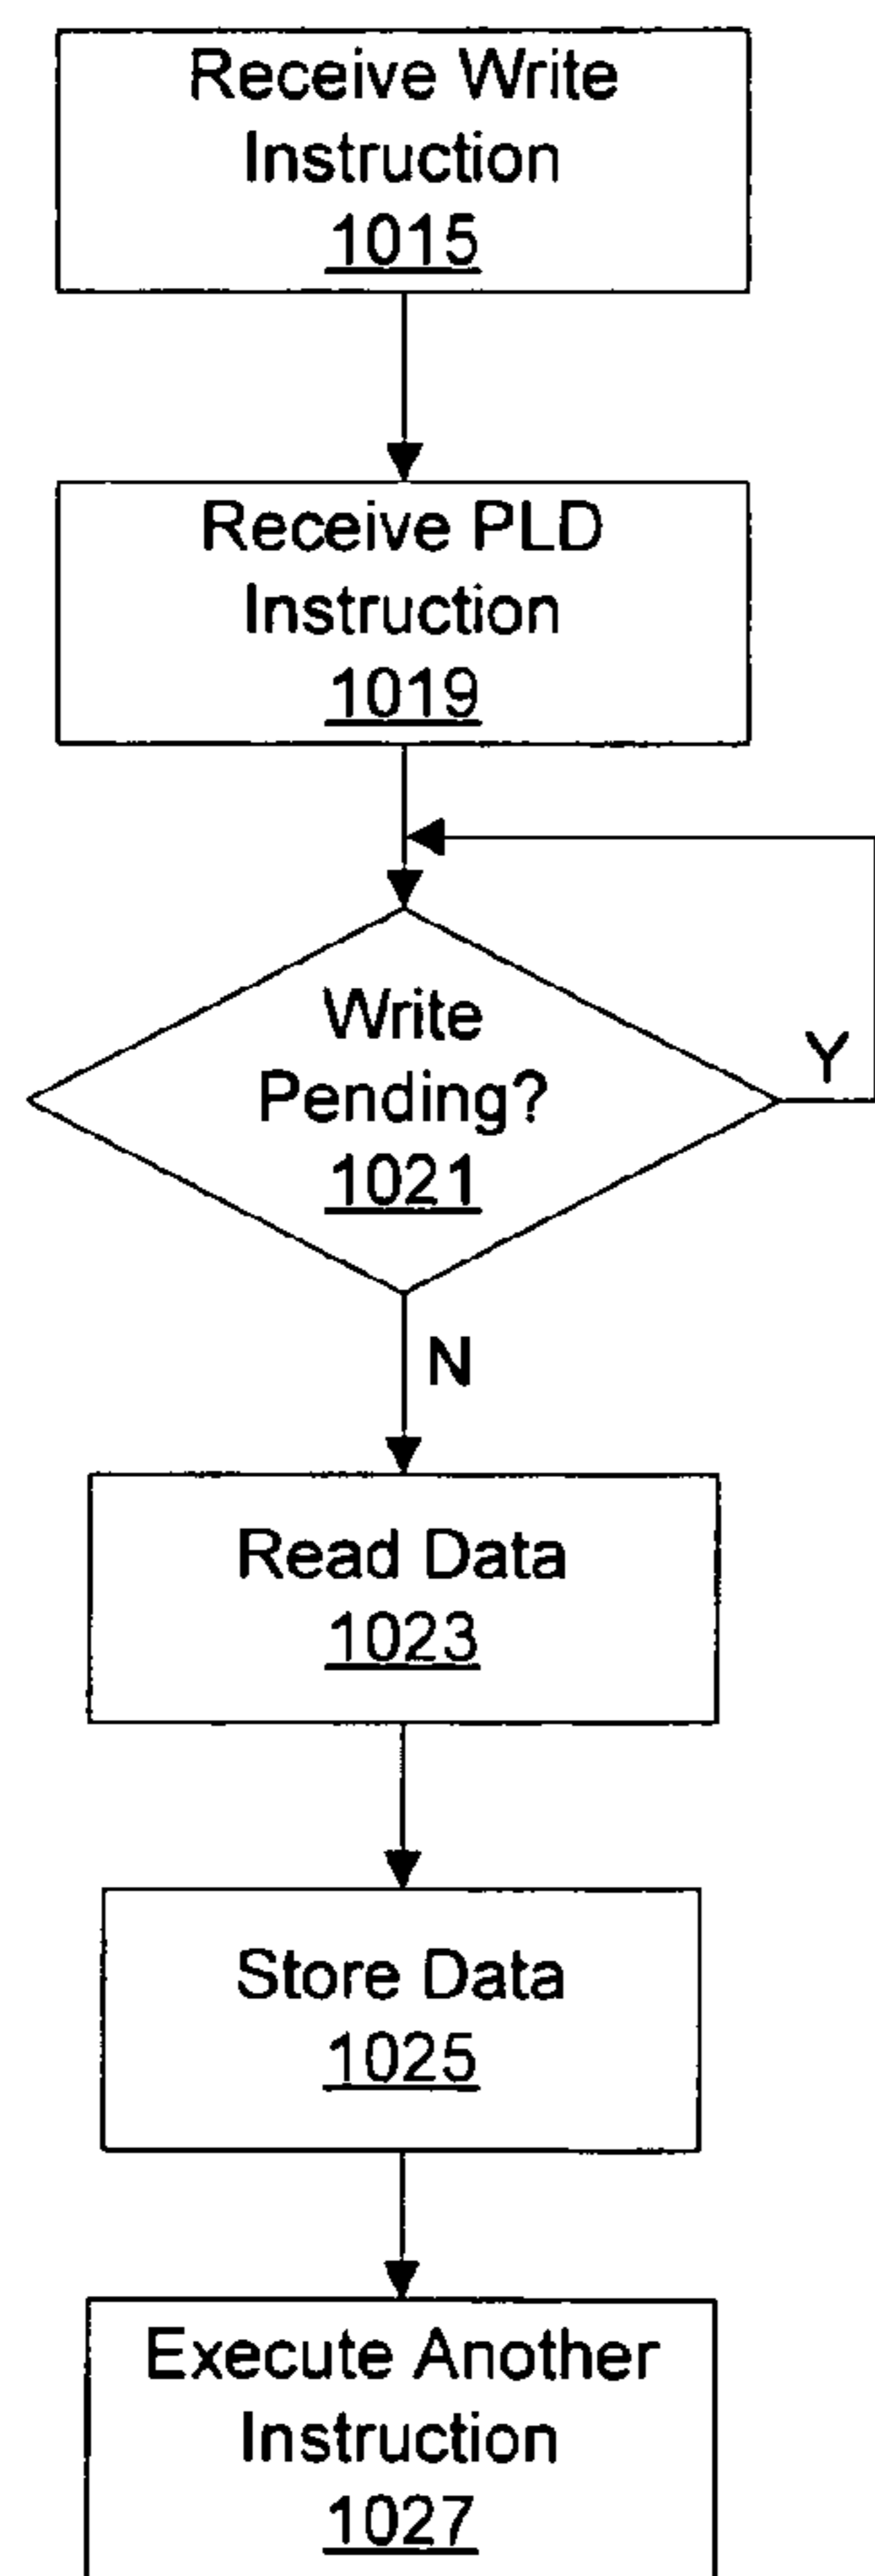 Receive Write
Instruction
1015
Receive PLD
Instruction
1019
Write
Pending?
1021
Y
N
Read Data
1023
Store Data
1025
Execute Another
Instruction
1027